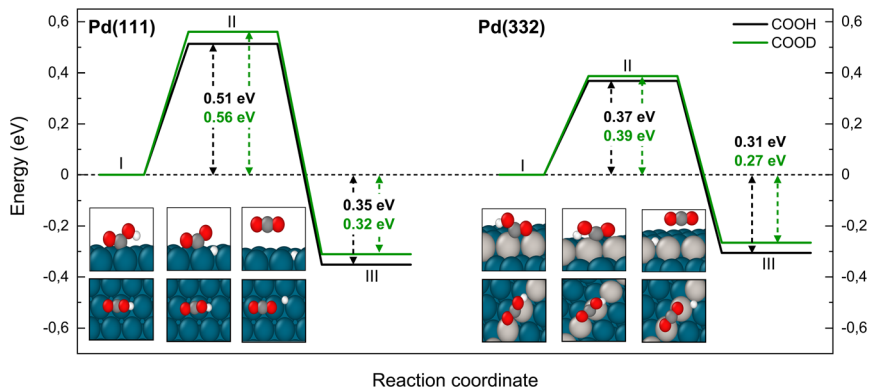 Pd(111)
Pd(332)
COOH
COOD
0,6
0,4
0,2
0
-0,2
-0,4
-0,6
Energy (eV)
I
II
0.51 eV
0.56 eV
0.35 eV
0.32 eV
III
I
II
0.37 eV
0.39 eV
0.31 eV
0.27 eV
III
0,6
0,4
0,2
0
-0,2
-0,4
-0,6
Reaction coordinate